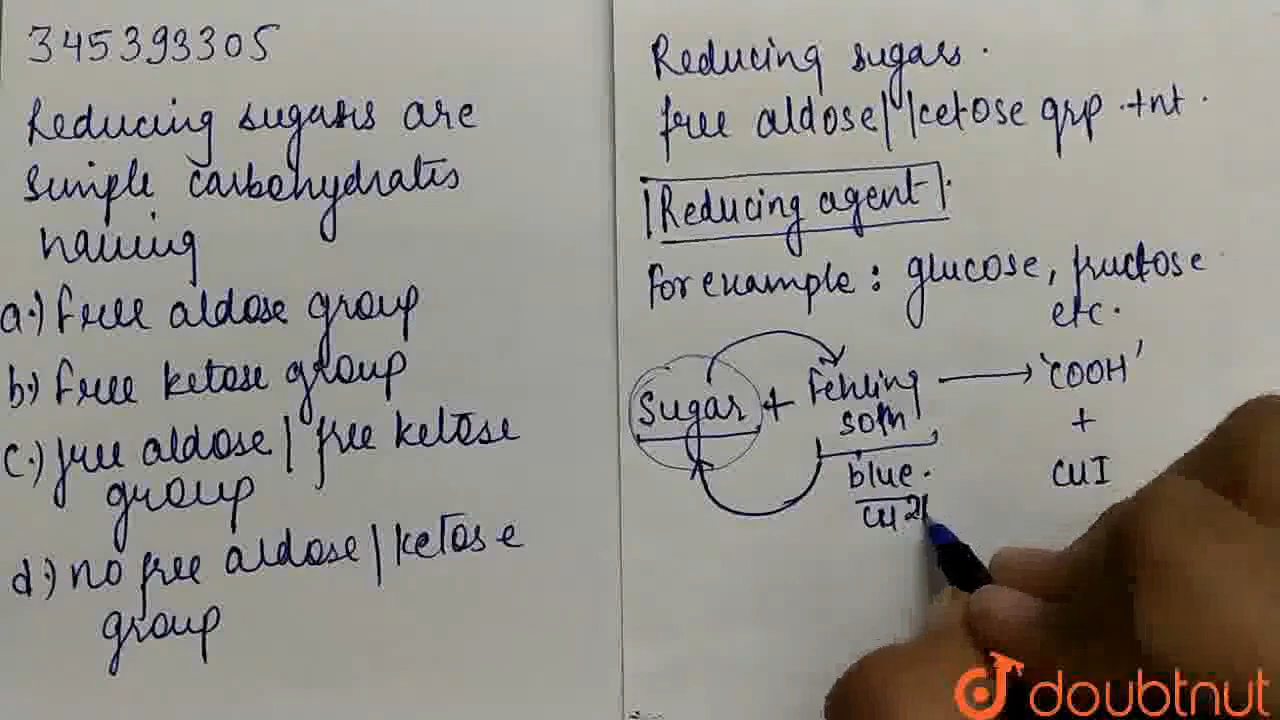 345393305
Reducing sugars are
simple carbohydrates
having
a.) free aldose group
b.) free ketose group
c.) free aldose / free ketose
group
d.) no free aldose / ketose
group
Reducing sugars.
free aldose / ketose grp +nt.
Reducing agent.
For example : glucose, fructose
etc.
Sugar + Fehling → 'COOH'
soln +
blue. CuI
Cu2+
doubtnut